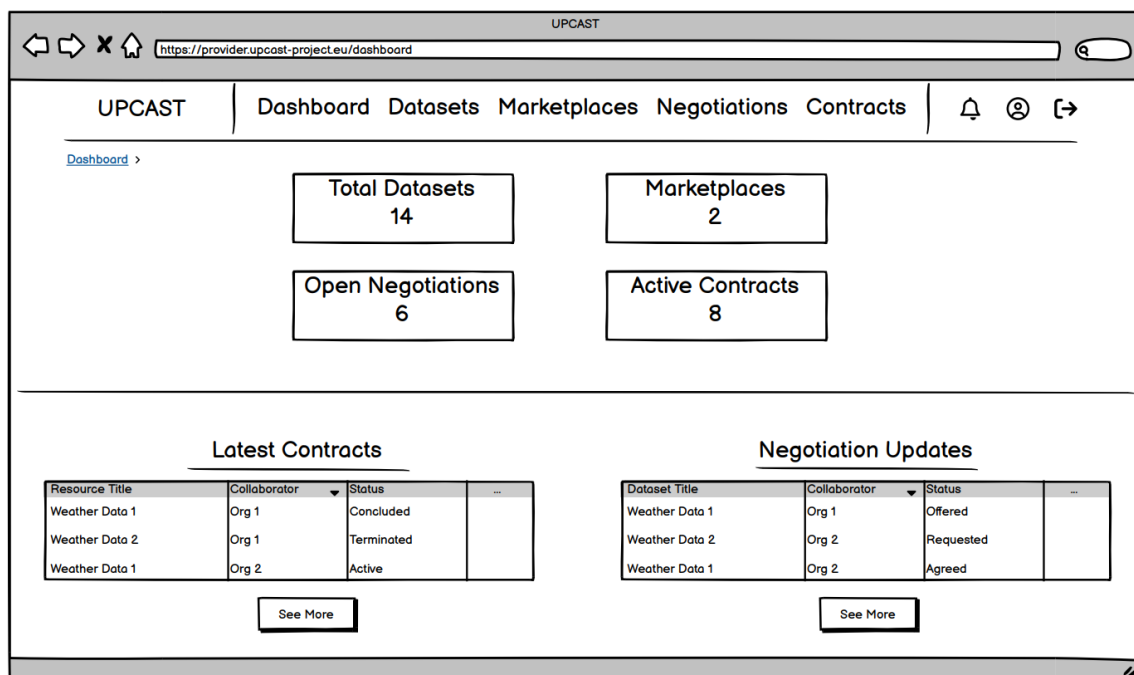 UPCAST
https://provider.upcast-project.eu/dashboard
UPCAST Dashboard Datasets Marketplaces Negotiations Contracts
Dashboard >
Total Datasets
14
Marketplaces
2
Open Negotiations
6
Active Contracts
8
Latest Contracts
Resource Title Collaborator Status ...
Weather Data 1 Org 1 Concluded
Weather Data 2 Org 1 Terminated
Weather Data 1 Org 2 Active
See More
Negotiation Updates
Dataset Title Collaborator Status ...
Weather Data 1 Org 1 Offered
Weather Data 2 Org 2 Requested
Weather Data 1 Org 2 Agreed
See More